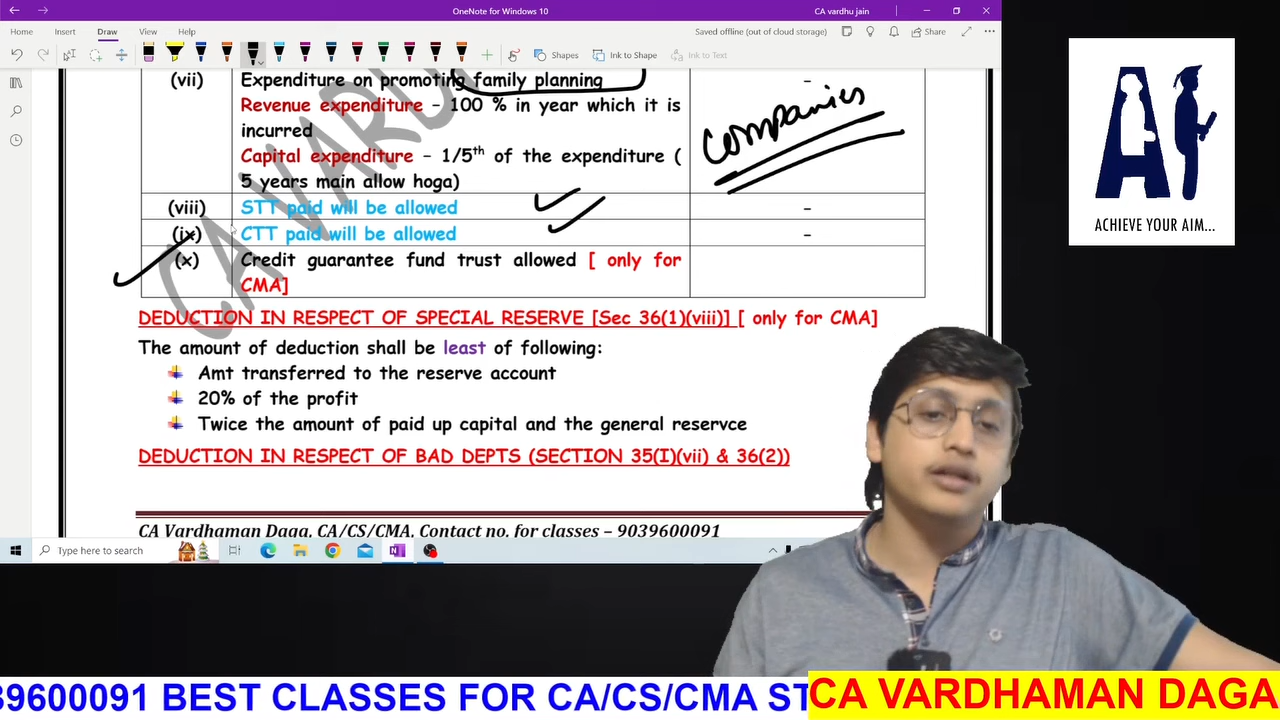 OneNote for Windows 10
CA vardhu jain
Home Insert Draw View Help
Saved offline (out of cloud storage)
Share
Shapes
Ink to Shape
Ink to Text
(vii) Expenditure on promoting family planning -
Revenue expenditure – 100 % in year which it is
incurred
Capital expenditure – 1/5th of the expenditure (
5 years main allow hoga)
companies
(viii) STT paid will be allowed -
(ix) CTT paid will be allowed -
(x) Credit guarantee fund trust allowed [ only for
CMA]
DEDUCTION IN RESPECT OF SPECIAL RESERVE [Sec 36(1)(viii)] [ only for CMA]
The amount of deduction shall be least of following:
Amt transferred to the reserve account
20% of the profit
Twice the amount of paid up capital and the general reservce
DEDUCTION IN RESPECT OF BAD DEPTS (SECTION 35(I)(vii) & 36(2))
CA Vardhaman Daga, CA/CS/CMA, Contact no. for classes – 9039600091
CA VARD
Type here to search
A
ACHIEVE YOUR AIM...
39600091 BEST CLASSES FOR CA/CS/CMA ST
CA VARDHAMAN DAGA